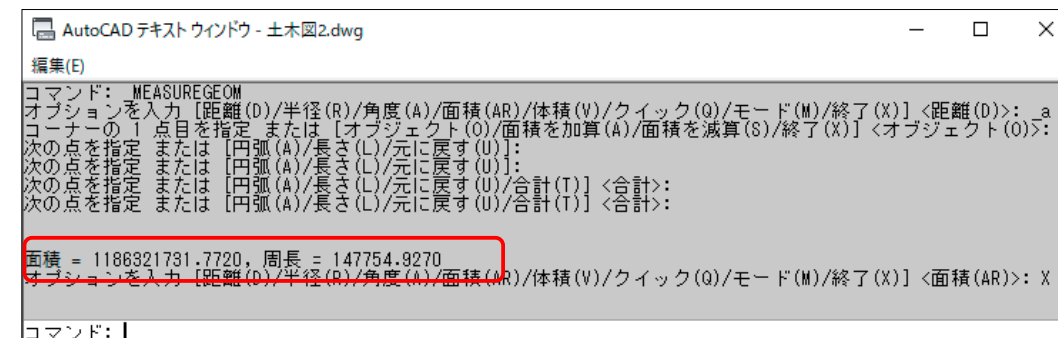 AutoCAD テキスト ウィンドウ - 土木図2.dwg
編集(E)
コマンド: _MEASUREGEOM
オプションを入力 [距離(D)/半径(R)/角度(A)/面積(AR)/体積(V)/クイック(Q)/モード(M)/終了(X)] <距離(D)>: _a
コーナーの 1 点目を指定 または [オブジェクト(O)/面積を加算(A)/面積を減算(S)/終了(X)] <オブジェクト(O)>:
次の点を指定 または [円弧(A)/長さ(L)/元に戻す(U)]:
次の点を指定 または [円弧(A)/長さ(L)/元に戻す(U)]:
次の点を指定 または [円弧(A)/長さ(L)/元に戻す(U)/合計(T)] <合計>:
次の点を指定 または [円弧(A)/長さ(L)/元に戻す(U)/合計(T)] <合計>:
面積 = 1186321731.7720, 周長 = 147754.9270
オプションを入力 [距離(D)/半径(R)/角度(A)/面積(AR)/体積(V)/クイック(Q)/モード(M)/終了(X)] <面積(AR)>: X
コマンド: